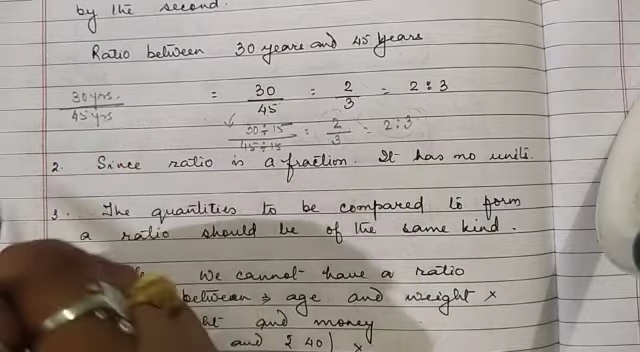 by the second.
Ratio between 30 years and 45 years
30 yrs. / 45 yrs = 30/45 = 2/3 = 2:3
30÷15 / 45÷15 = 2/3 = 2:3
2. Since ratio is a fraction. It has no units.
3. The quantities to be compared to form
a ratio should be of the same kind.
We cannot have a ratio
between → age and weight ×
and money
and ₹ 40) ×